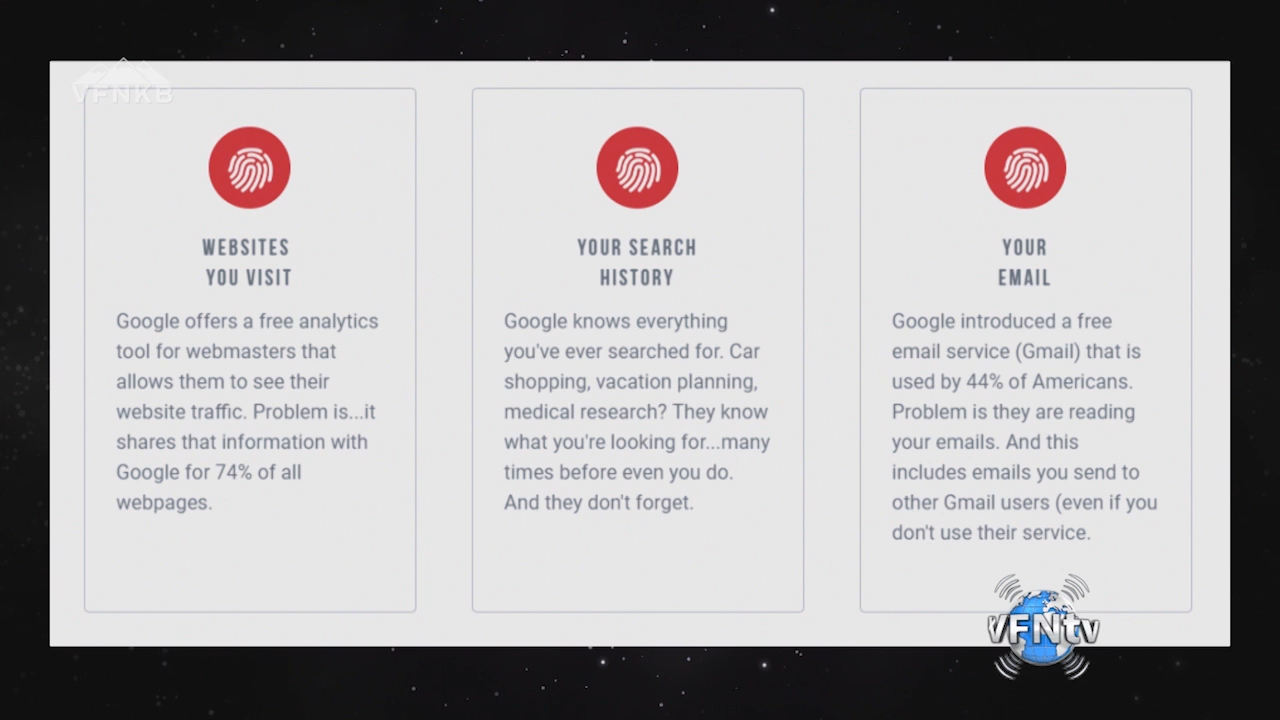 VFNKB
WEBSITES
YOU VISIT
Google offers a free analytics
tool for webmasters that
allows them to see their
website traffic. Problem is...it
shares that information with
Google for 74% of all
webpages.
YOUR SEARCH
HISTORY
Google knows everything
you've ever searched for. Car
shopping, vacation planning,
medical research? They know
what you're looking for...many
times before even you do.
And they don't forget.
YOUR
EMAIL
Google introduced a free
email service (Gmail) that is
used by 44% of Americans.
Problem is they are reading
your emails. And this
includes emails you send to
other Gmail users (even if you
don't use their service.
VFNtv